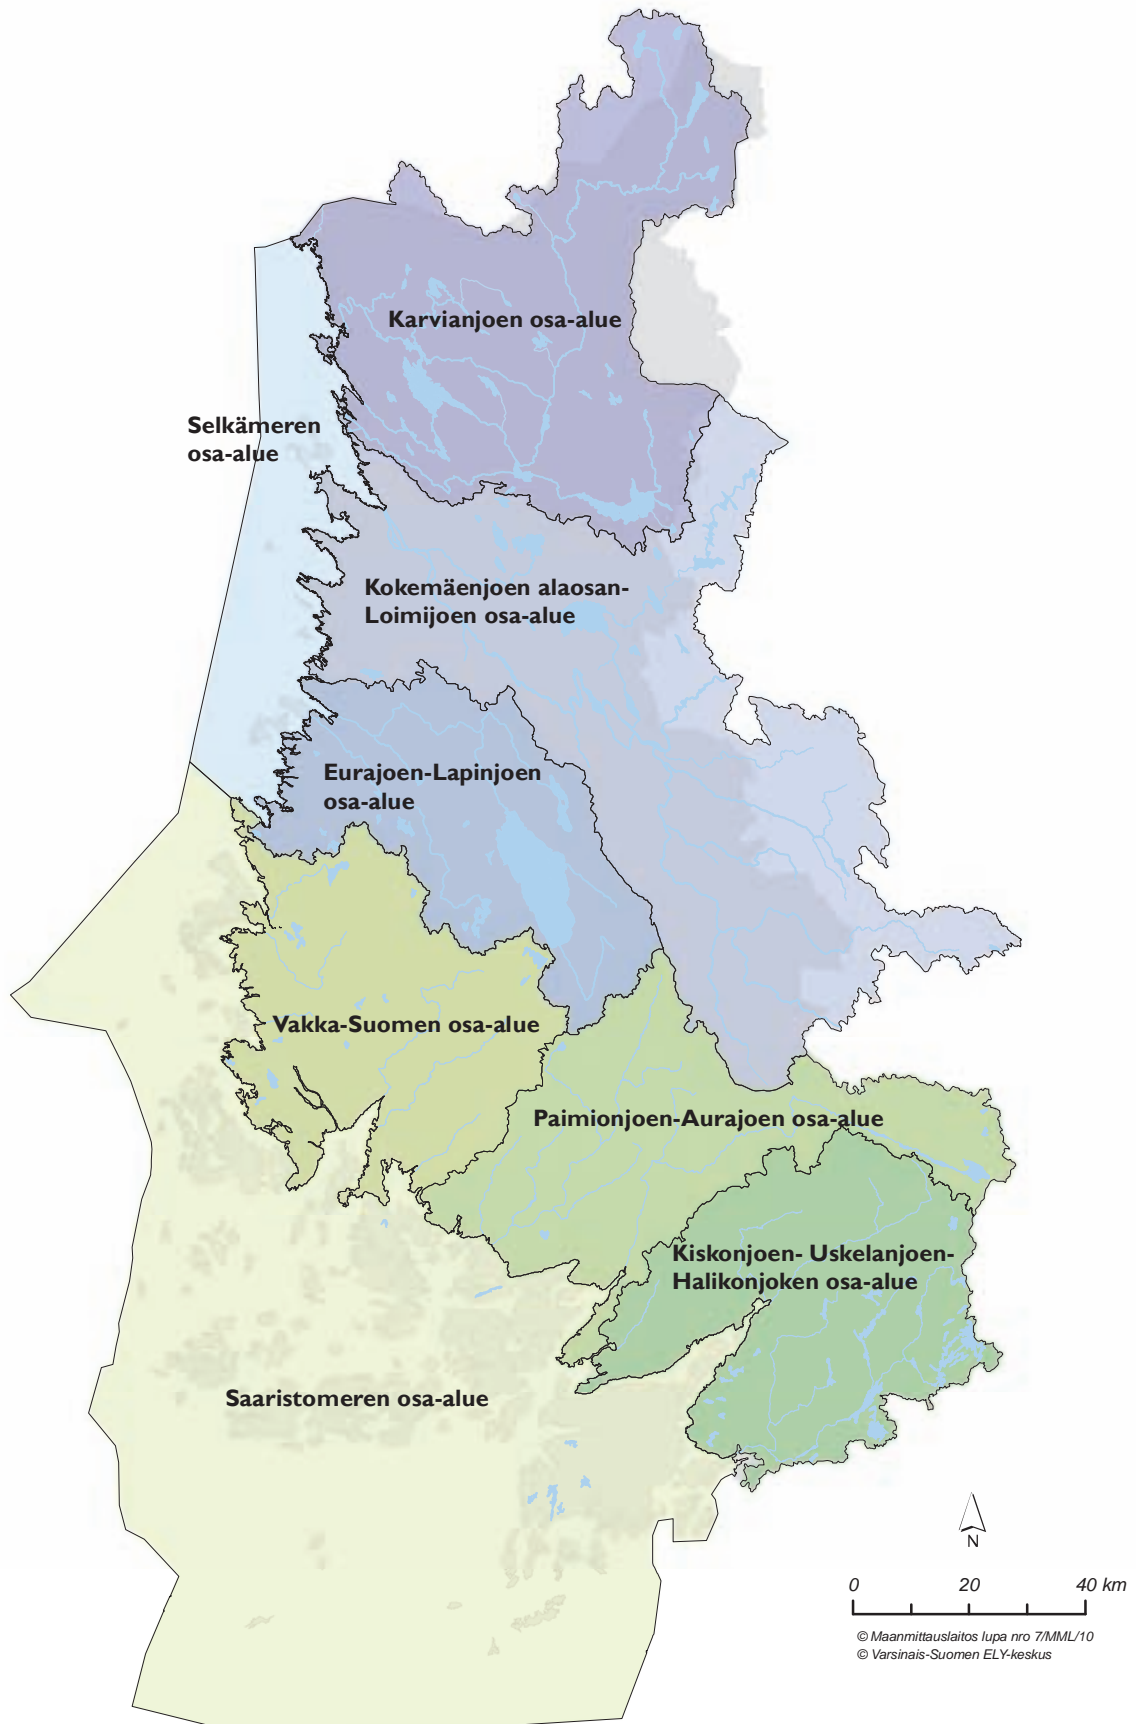 Karvianjoen osa-alue
Selkämeren
osa-alue
Kokemäenjoen alaosan-
Loimijoen osa-alue
Eurajoen-Lapinjoen
osa-alue
Vakka-Suomen osa-alue
Paimionjoen-Aurajoen osa-alue
Kiskonjoen- Uskelanjoen-
Halikonjoken osa-alue
Saaristomeren osa-alue
N
0 20 40 km
© Maanmittauslaitos lupa nro 7/MML/10
© Varsinais-Suomen ELY-keskus